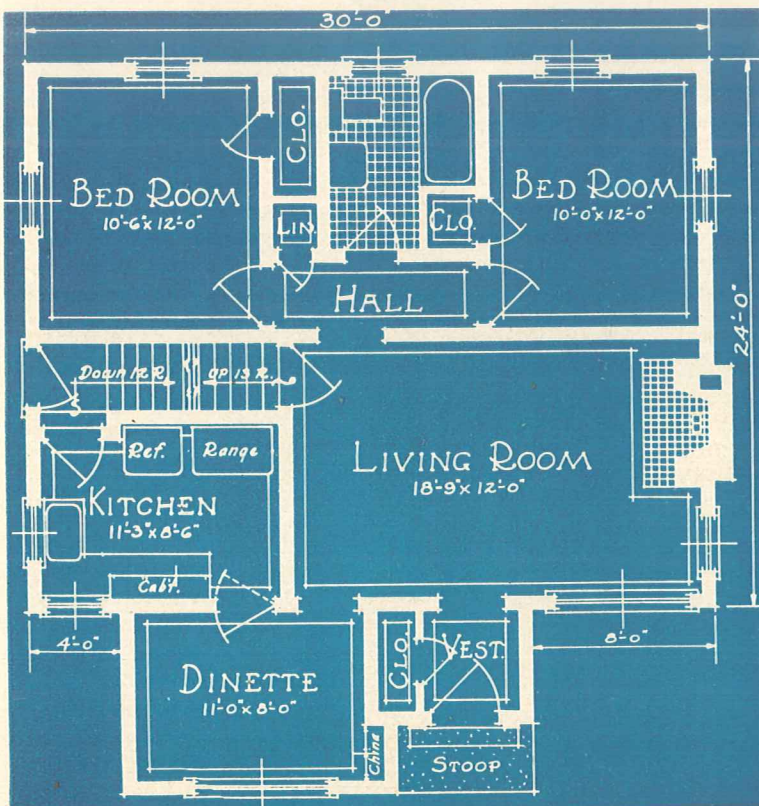 30'-0"
CLO.
BED ROOM
10'-6" x 12'-0"
BED ROOM
10'-0" x 12'-0"
LIN.
CLO.
HALL
24'-0"
Down 12 R.
Up 13 R.
Ref.
Range
LIVING ROOM
18'-9" x 12'-0"
KITCHEN
11'-3" x 8'-6"
Cabt.
4'-0"
8'-0"
CLO.
VEST.
DINETTE
11'-0" x 8'-0"
China
STOOP